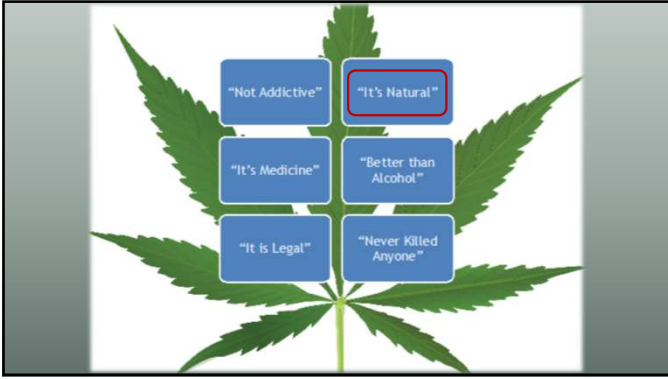 "Not Addictive"
"It's Natural"
"It's Medicine"
"Better than
Alcohol"
"It is Legal"
"Never Killed
Anyone"